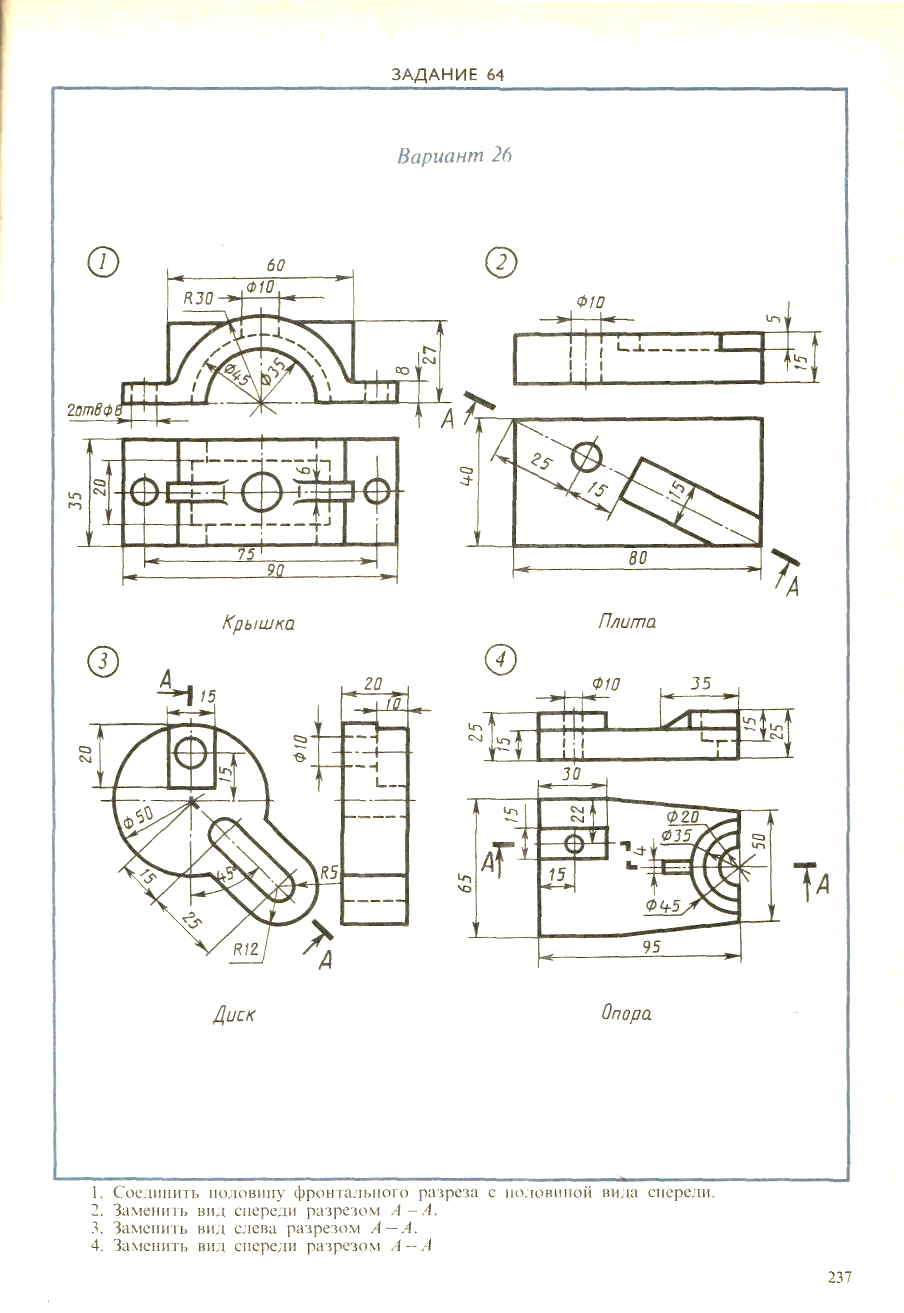 ЗАДАНИЕ 64
Вариант 26
1
60
Ф10
R30
Ф45
Ф35
8
27
2отвФ8
35
20
6
75
90
Крышка
2
Ф10
5
15
А
40
25
15
15
80
А
Плита
3
А
15
20
15
Ф50
45°
15
25
R5
R12
А
20
10
Ф10
Диск
4
Ф10
35
25
15
15
25
30
15
22
Ф20
Ф35
4
50
А
А
65
15
Ф45
95
Опора
1. Соединить половину фронтального разреза с половиной вида спереди.
2. Заменить вид спереди разрезом А – А.
3. Заменить вид слева разрезом А – А.
4. Заменить вид спереди разрезом А – А
237